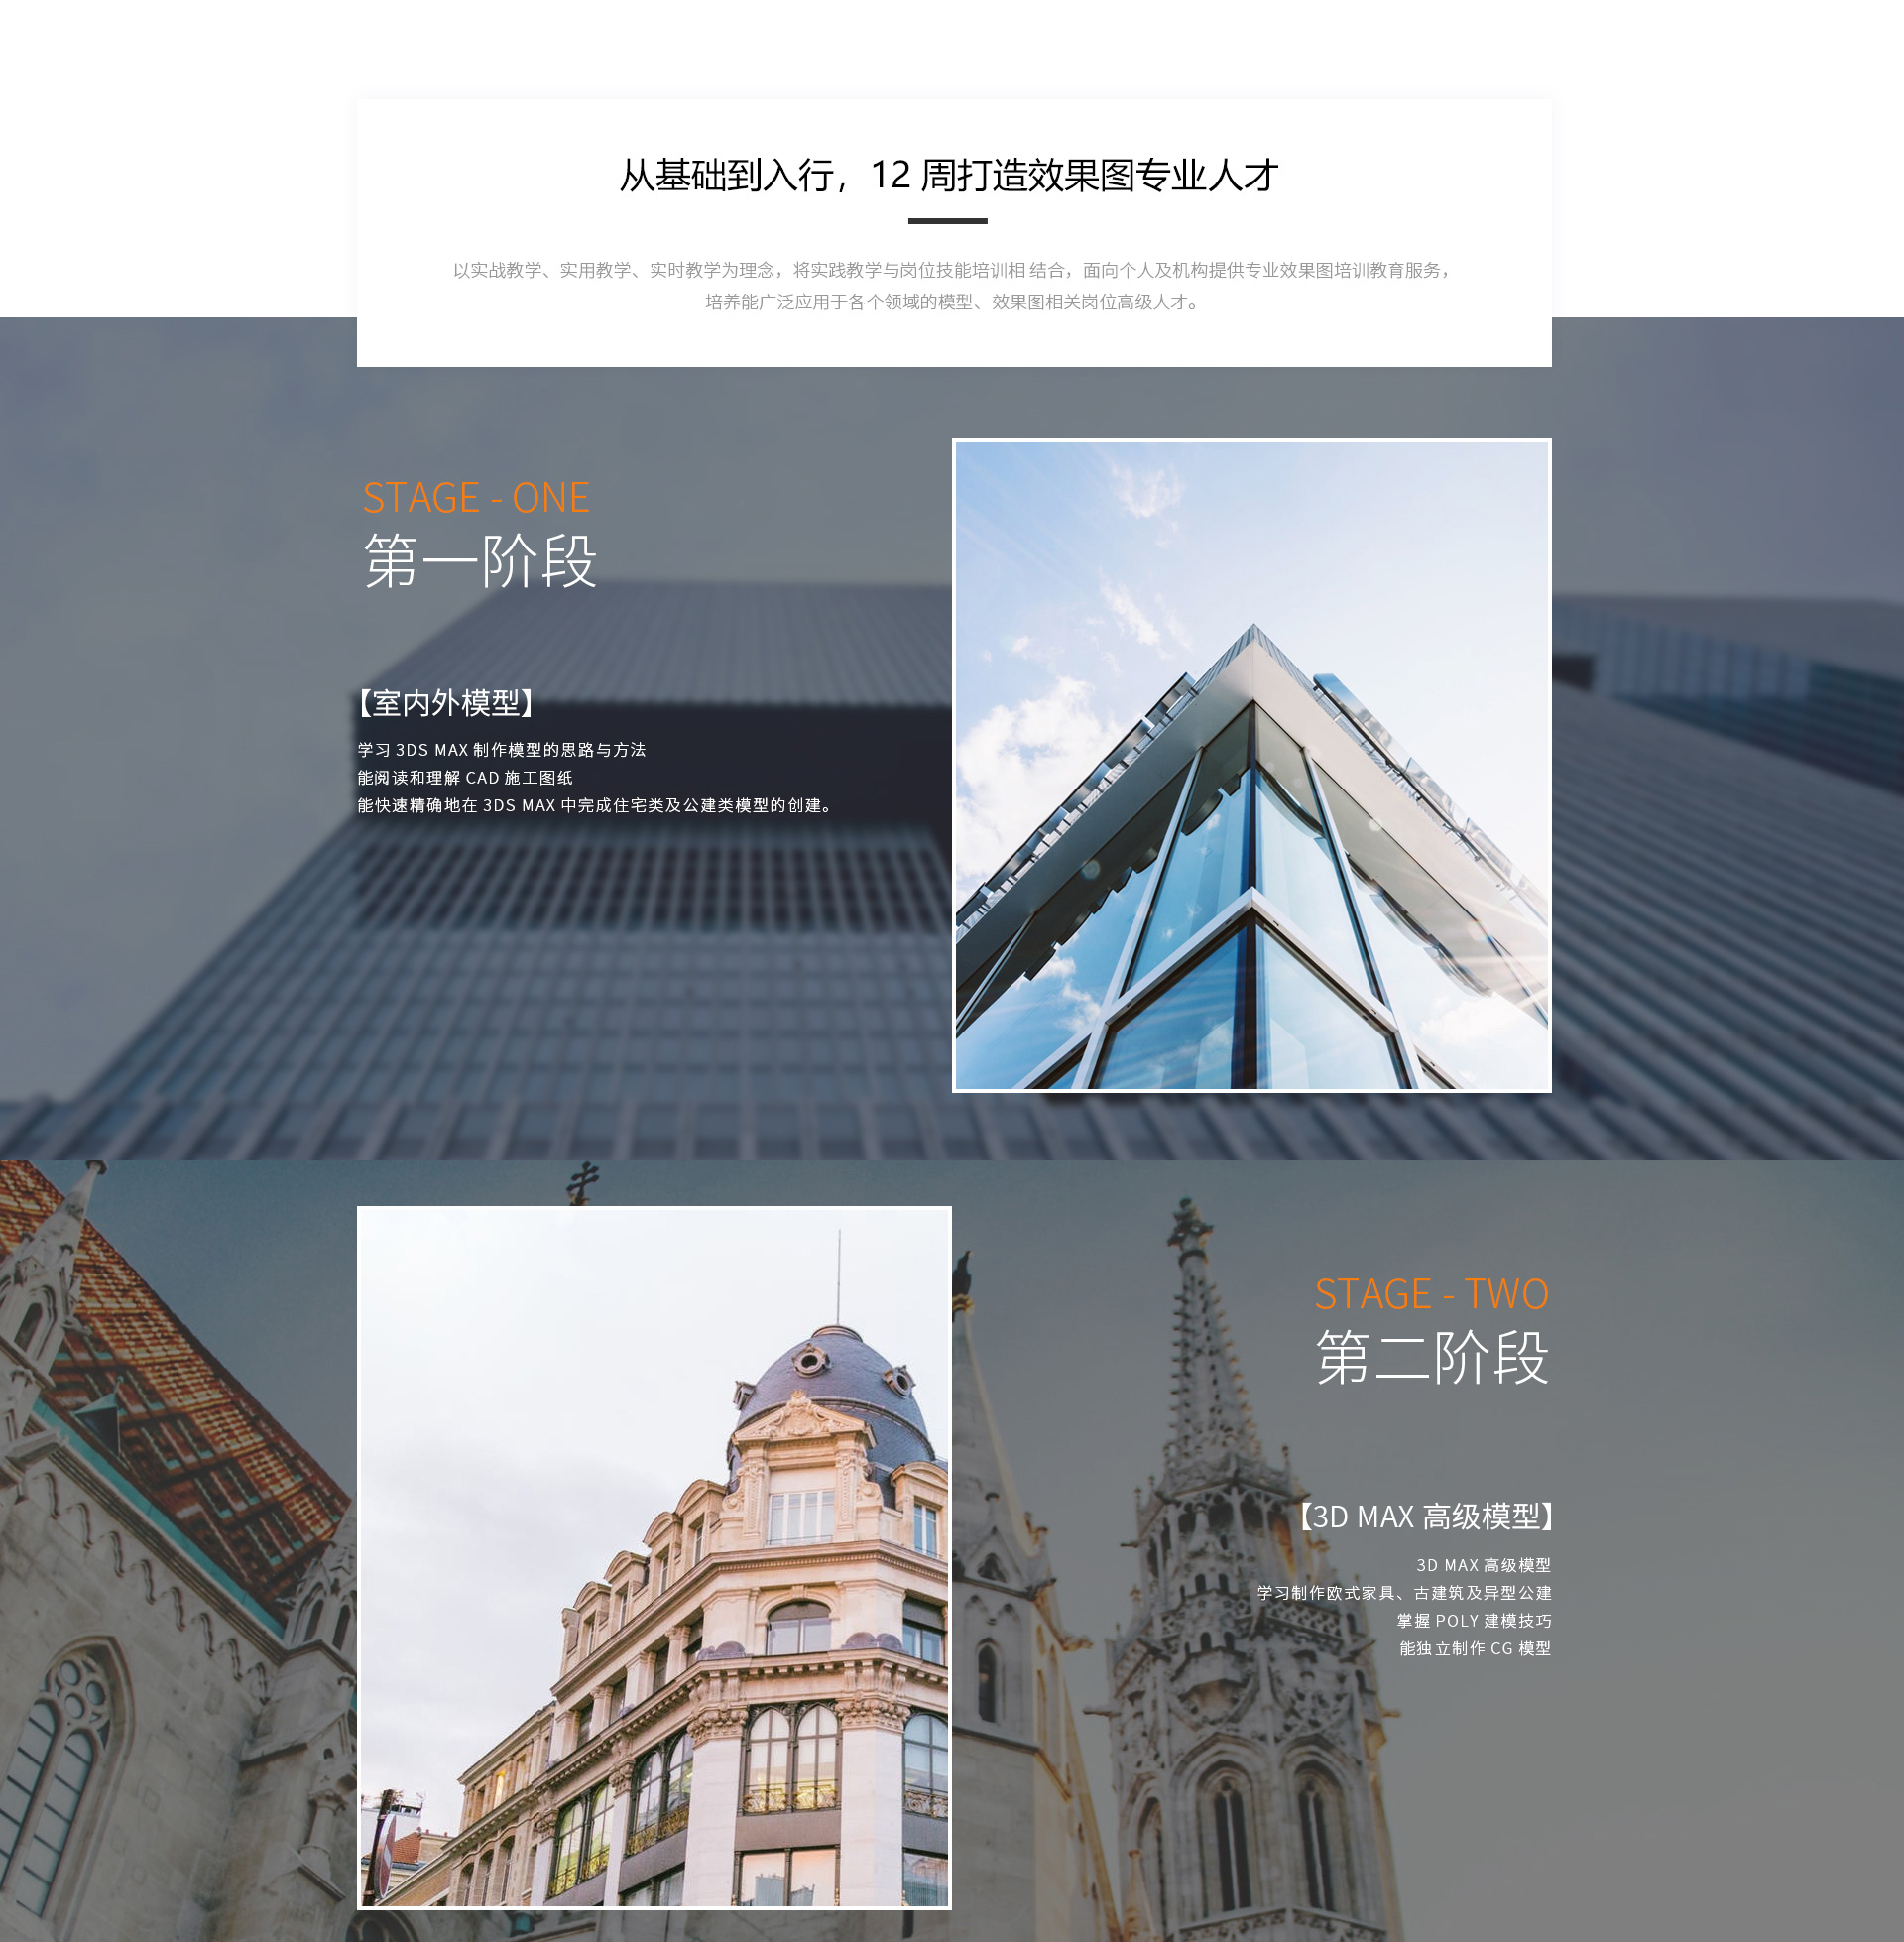 从基础到入行，12 周打造效果图专业人才
以实战教学、实用教学、实时教学为理念，将实践教学与岗位技能培训相 结合，面向个人及机构提供专业效果图培训教育服务，
培养能广泛应用于各个领域的模型、效果图相关岗位高级人才。
STAGE - ONE
第一阶段
【室内外模型】
学习 3DS MAX 制作模型的思路与方法
能阅读和理解 CAD 施工图纸
能快速精确地在 3DS MAX 中完成住宅类及公建类模型的创建。
STAGE - TWO
第二阶段
【3D MAX 高级模型】
3D MAX 高级模型
学习制作欧式家具、古建筑及异型公建
掌握 POLY 建模技巧
能独立制作 CG 模型